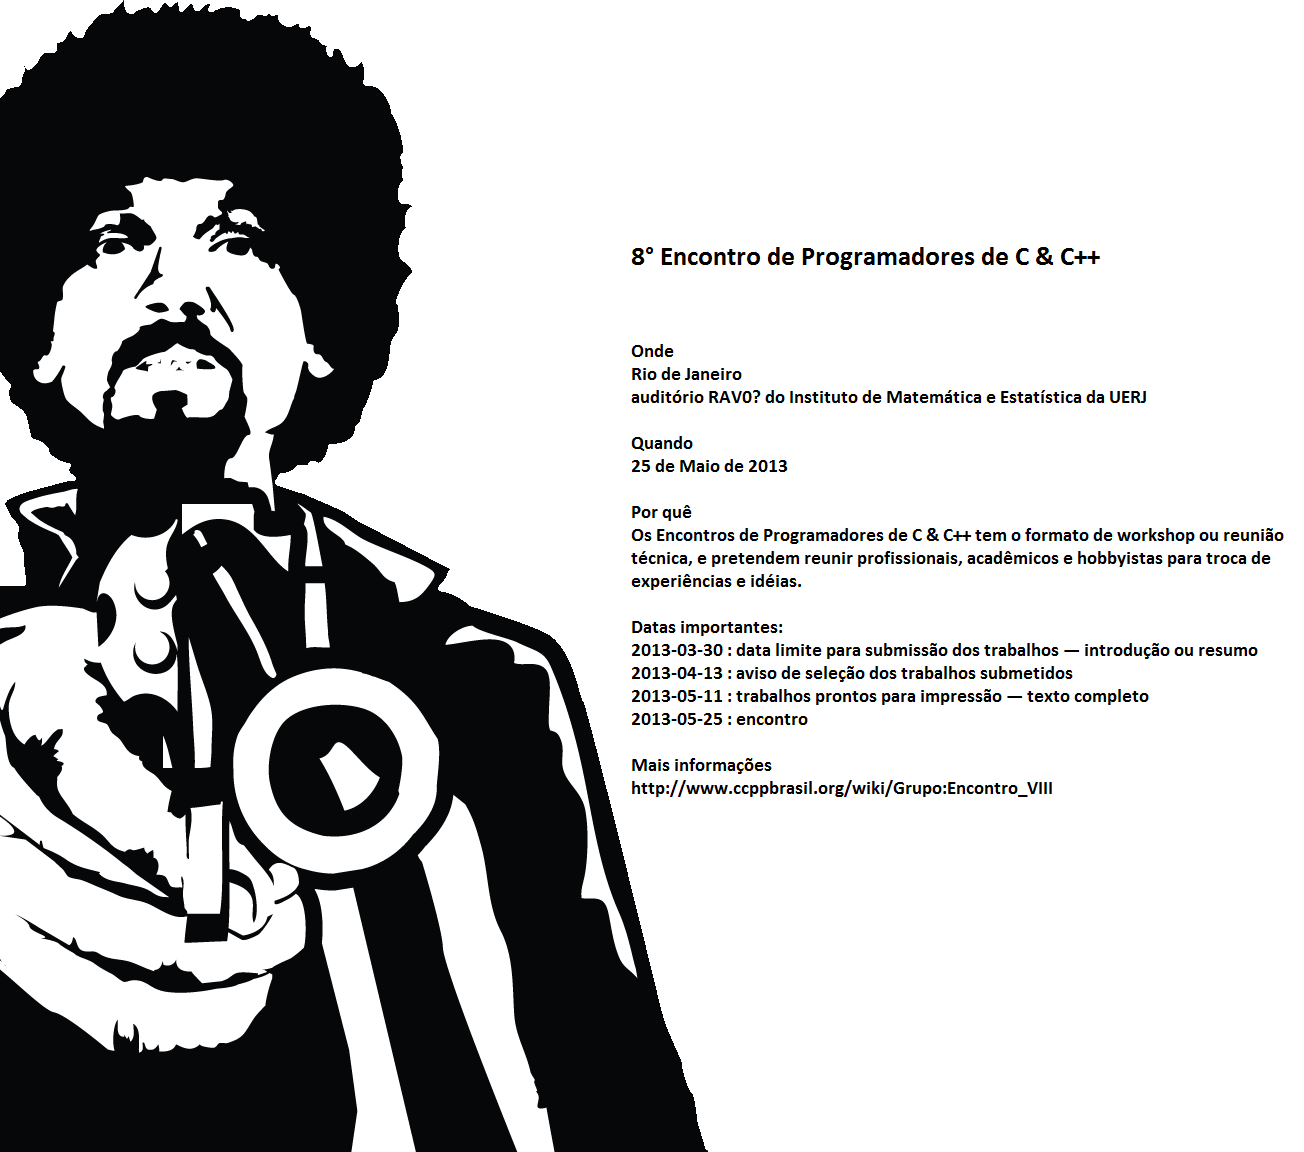 8° Encontro de Programadores de C & C++
Onde
Rio de Janeiro
auditório RAV0? do Instituto de Matemática e Estatística da UERJ
Quando
25 de Maio de 2013
Por quê
Os Encontros de Programadores de C & C++ tem o formato de workshop ou reunião
técnica, e pretendem reunir profissionais, acadêmicos e hobbyistas para troca de
experiências e idéias.
Datas importantes:
2013-03-30 : data limite para submissão dos trabalhos — introdução ou resumo
2013-04-13 : aviso de seleção dos trabalhos submetidos
2013-05-11 : trabalhos prontos para impressão — texto completo
2013-05-25 : encontro
Mais informações
http://www.ccppbrasil.org/wiki/Grupo:Encontro_VIII